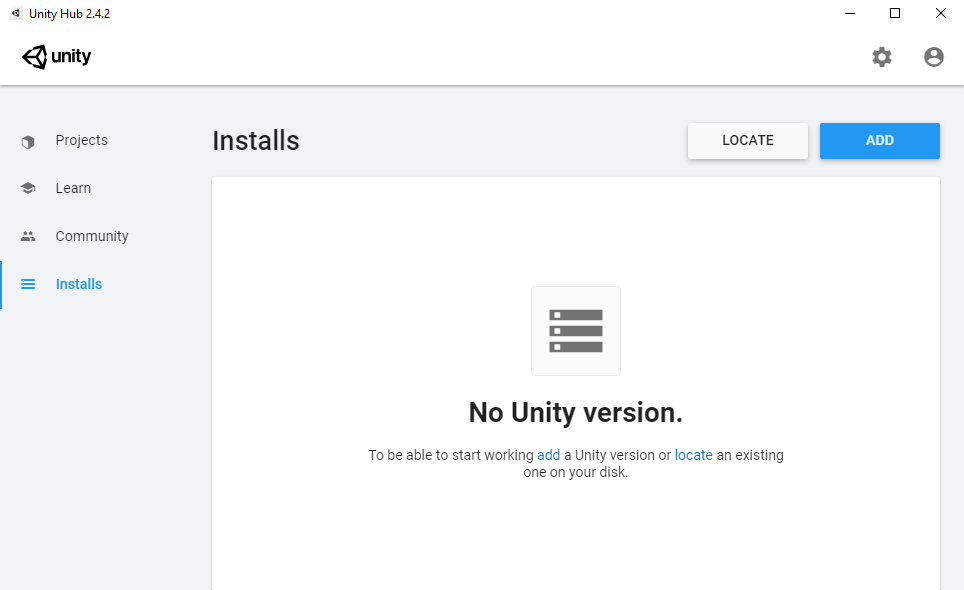 Unity Hub 2.4.2
unity
Projects
Learn
Community
Installs
Installs
LOCATE
ADD
No Unity version.
To be able to start working add a Unity version or locate an existing
one on your disk.